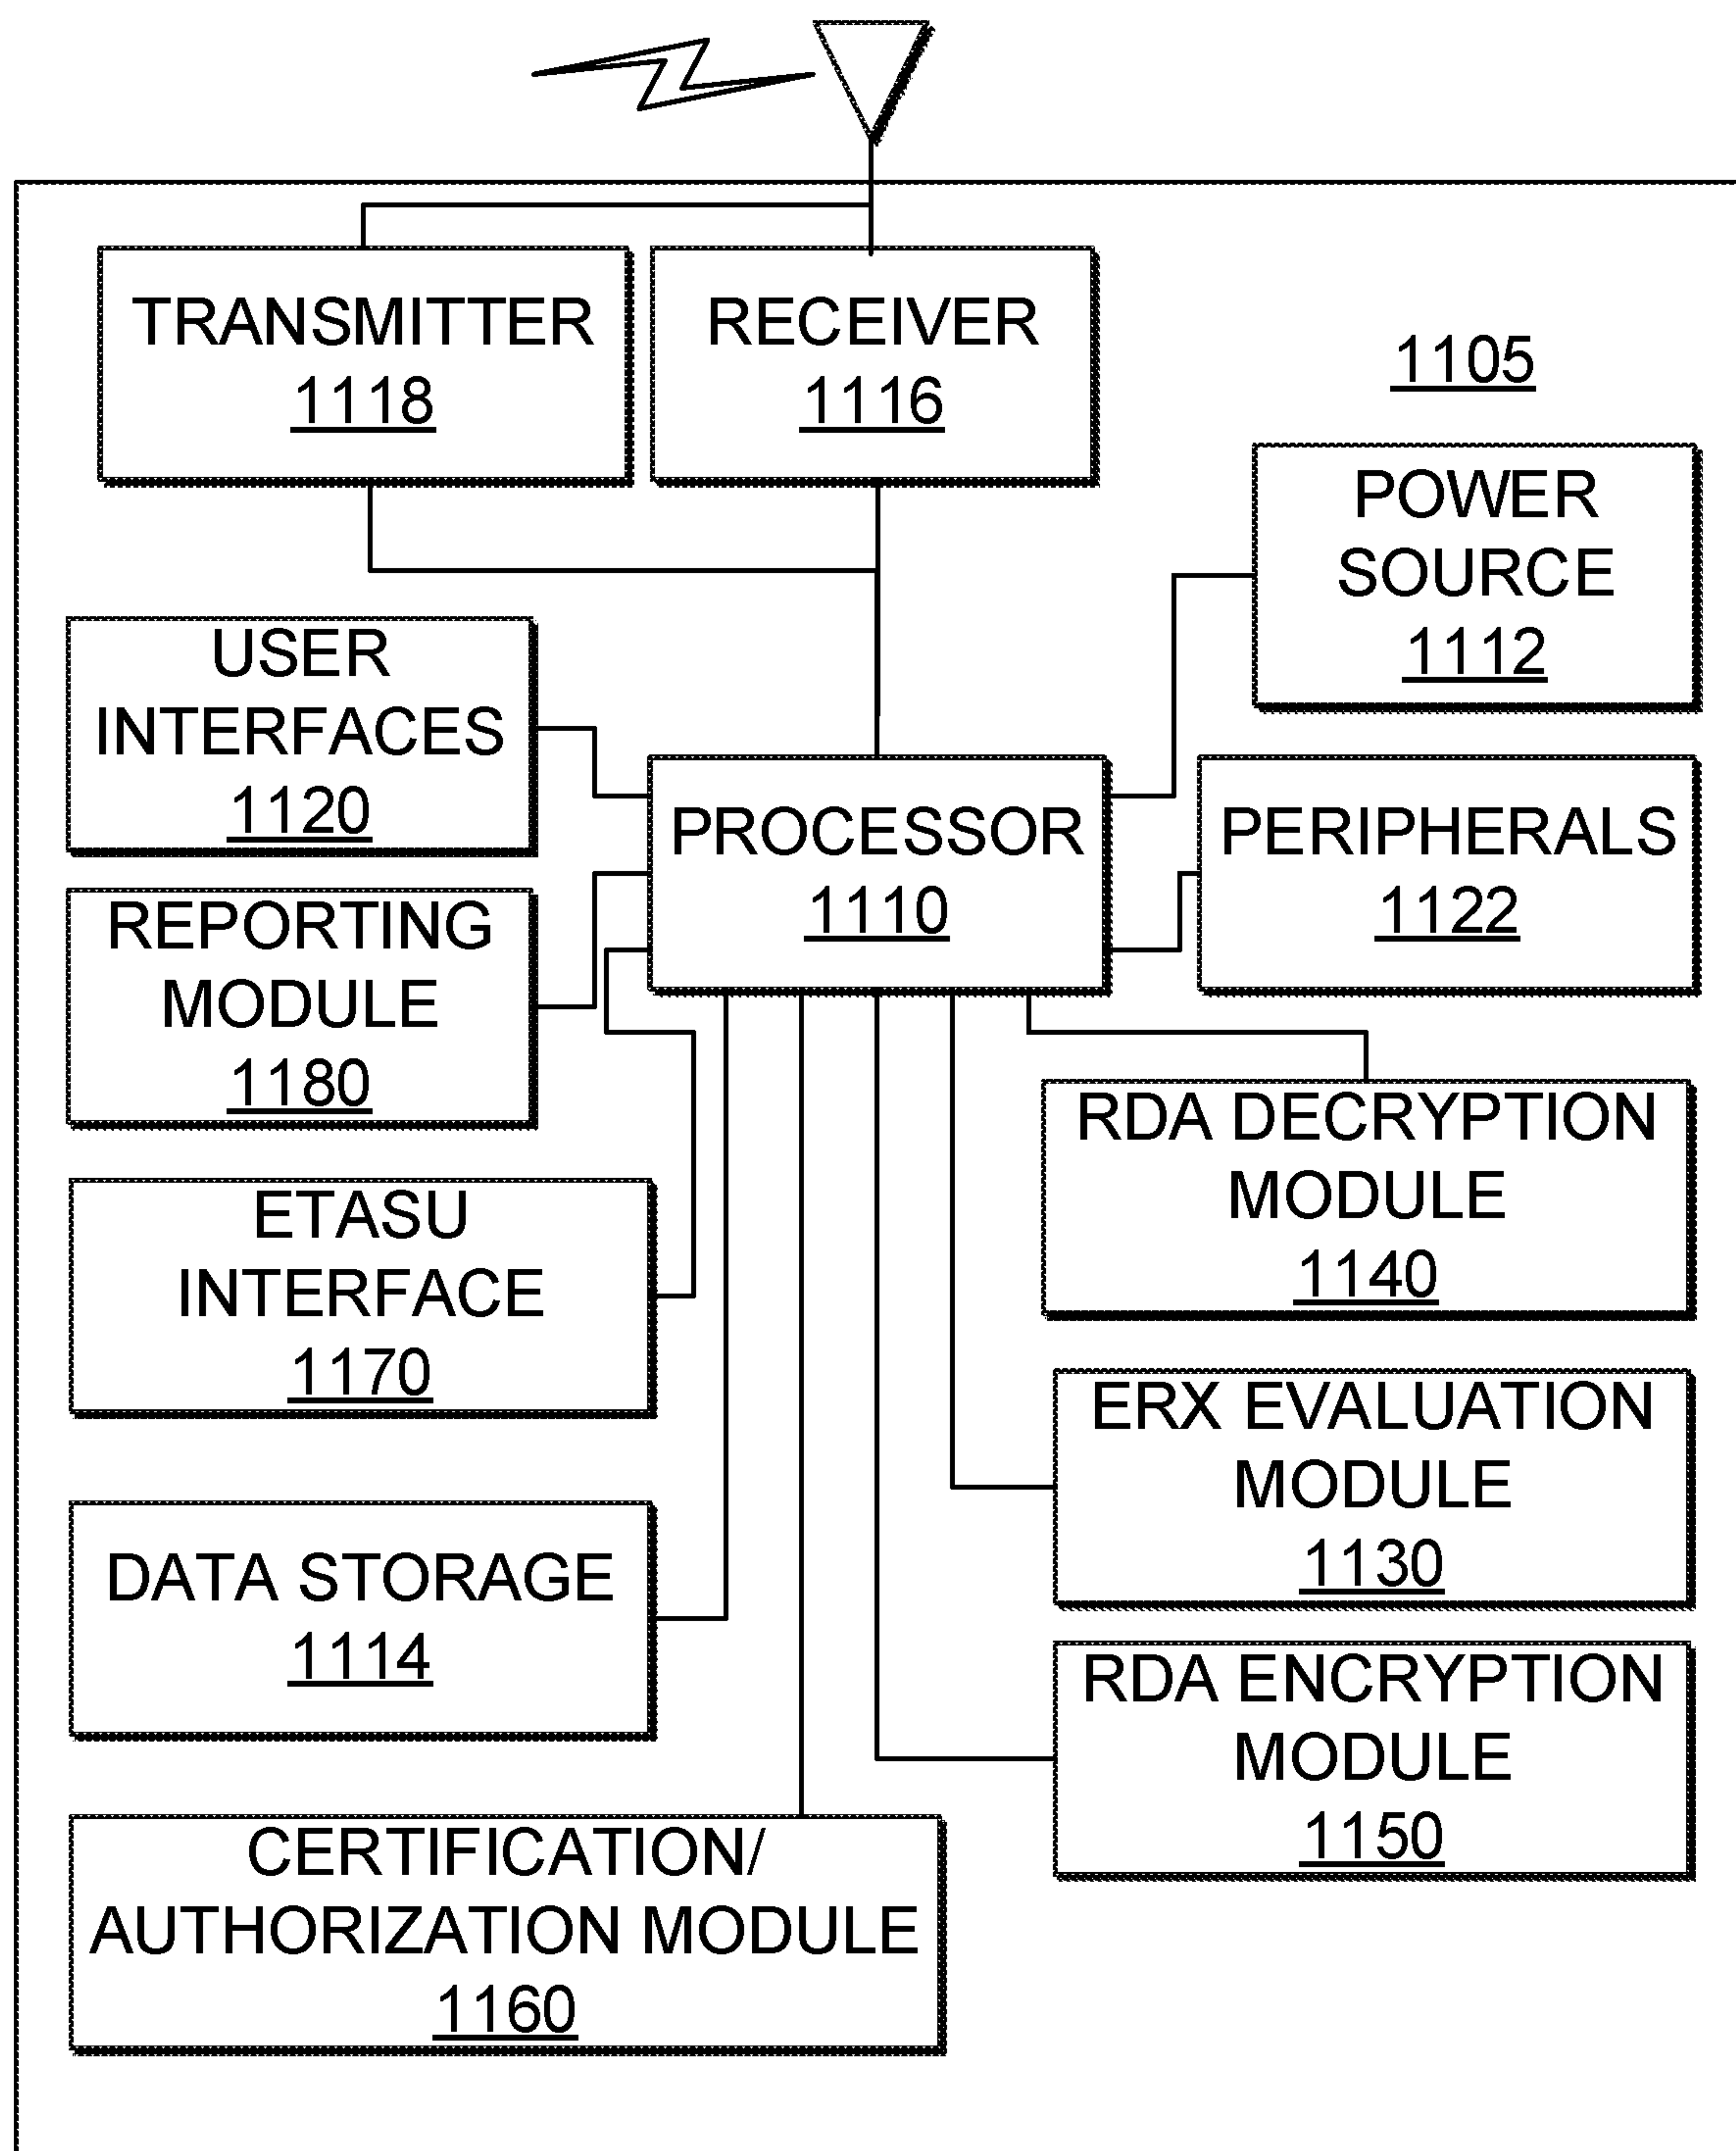 TRANSMITTER
1118
RECEIVER
1116
1105
POWER
SOURCE
1112
USER
INTERFACES
1120
PROCESSOR
1110
PERIPHERALS
1122
REPORTING
MODULE
1180
RDA DECRYPTION
MODULE
1140
ETASU
INTERFACE
1170
ERX EVALUATION
MODULE
1130
DATA STORAGE
1114
RDA ENCRYPTION
MODULE
1150
CERTIFICATION/
AUTHORIZATION MODULE
1160